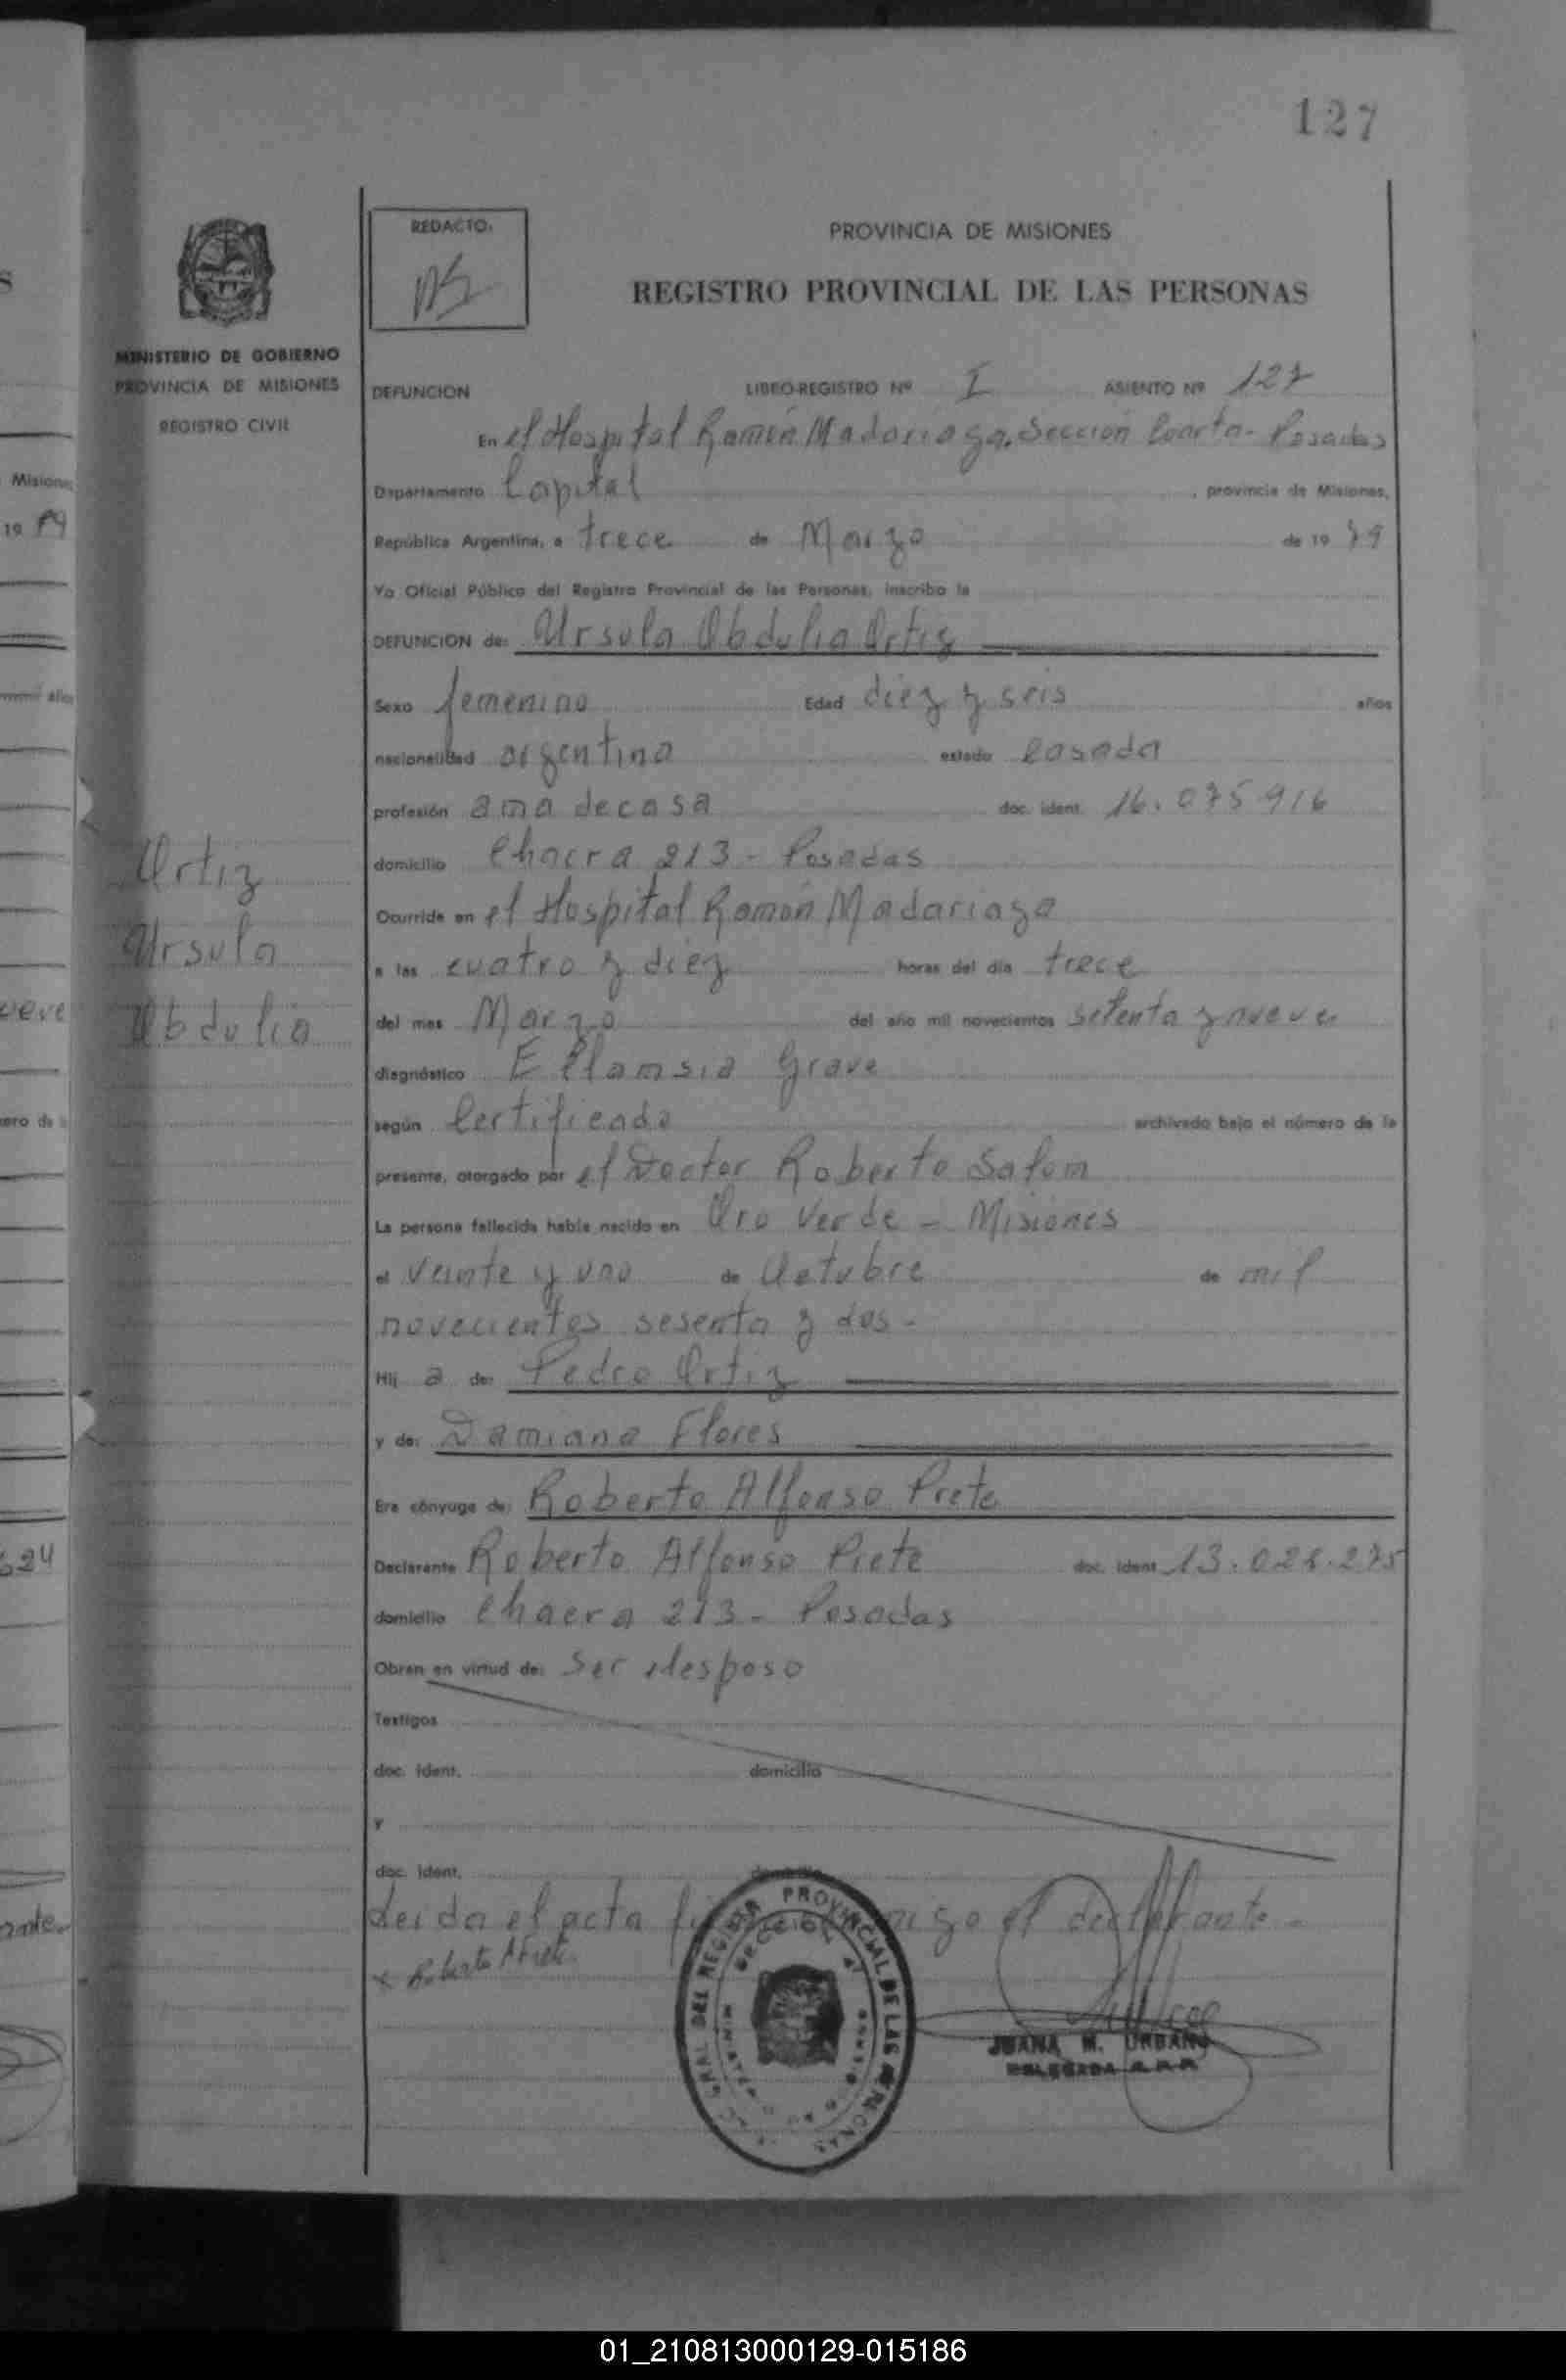 127
REDACTO.
PROVINCIA DE MISIONES
REGISTRO PROVINCIAL DE LAS PERSONAS
MINISTERIO DE GOBIERNO
PROVINCIA DE MISIONES
REGISTRO CIVIL
DEFUNCION LIBRO-REGISTRO Nº I ASIENTO Nº 127
En el Hospital Ramón Madariaga. Sección Cuarta - Posadas
Departamento Capital , provincia de Misiones,
República Argentina, a trece de Marzo de 19 79
Yo Oficial Público del Registro Provincial de las Personas, inscribo la
DEFUNCION de: Ursula Obdulia Ortiz
Sexo femenino Edad diez y seis años
nacionalidad argentina estado Casada
profesión ama de casa doc. ident. 16.075916
domicilio Chacra 213 - Posadas
Ortiz
Ursula
Obdulia
Ocurrida en el Hospital Ramón Madariaga
a las cuatro y diez horas del día trece
del mes Marzo del año mil novecientos setenta y nueve
diagnóstico Eclamsia Grave
según Certificado archivado bajo el número de la
presente, otorgado por el Doctor Roberto Salom
La persona fallecida había nacido en Oro Verde - Misiones
el veinte y uno de Octubre de mil
novecientos sesenta y dos -
Hij a de: Pedro Ortiz
y de: Damiana Flores
Era cónyuge de: Roberto Alfonso Prete
Declarante Roberto Alfonso Prete doc. ident 13.028.275
domicilio Chacra 213 - Posadas
Obran en virtud de: Ser esposo
Testigos
doc. ident. domicilio
y
doc. ident. domicilio
Leida el acta el declarante -
JUANA M. URBANO
DELEGADA R. P. P.
SECCION 4ª
01_210813000129-015186